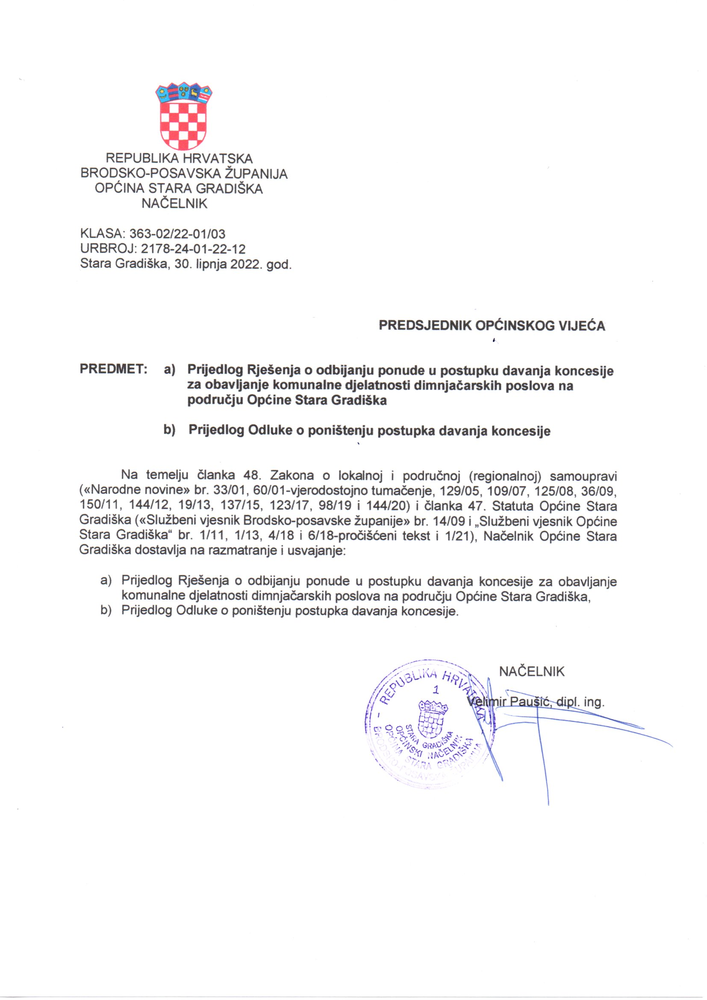 REPUBLIKA HRVATSKA
BRODSKO-POSAVSKA ŽUPANIJA
OPĆINA STARA GRADIŠKA
NAČELNIK
KLASA: 363-02/22-01/03
URBROJ: 2178-24-01-22-12
Stara Gradiška, 30. lipnja 2022. god.
PREDSJEDNIK OPĆINSKOG VIJEĆA
PREDMET: a) Prijedlog Rješenja o odbijanju ponude u postupku davanja koncesije
za obavljanje komunalne djelatnosti dimnjačarskih poslova na
području Općine Stara Gradiška
b) Prijedlog Odluke o poništenju postupka davanja koncesije
Na temelju članka 48. Zakona o lokalnoj i područnoj (regionalnoj) samoupravi
(«Narodne novine» br. 33/01, 60/01-vjerodostojno tumačenje, 129/05, 109/07, 125/08, 36/09,
150/11, 144/12, 19/13, 137/15, 123/17, 98/19 i 144/20) i članka 47. Statuta Općine Stara
Gradiška («Službeni vjesnik Brodsko-posavske županije» br. 14/09 i „Službeni vjesnik Općine
Stara Gradiška“ br. 1/11, 1/13, 4/18 i 6/18-pročišćeni tekst i 1/21), Načelnik Općine Stara
Gradiška dostavlja na razmatranje i usvajanje:
a) Prijedlog Rješenja o odbijanju ponude u postupku davanja koncesije za obavljanje
komunalne djelatnosti dimnjačarskih poslova na području Općine Stara Gradiška,
b) Prijedlog Odluke o poništenju postupka davanja koncesije.
NAČELNIK
Velimir Paušić, dipl. ing.
- REPUBLIKA HRVATSKA -
1
STARA GRADIŠKA
OPĆINSKI NAČELNIK
OPĆINA STARA GRADIŠKA
BRODSKO-POSAVSKA ŽUPANIJA